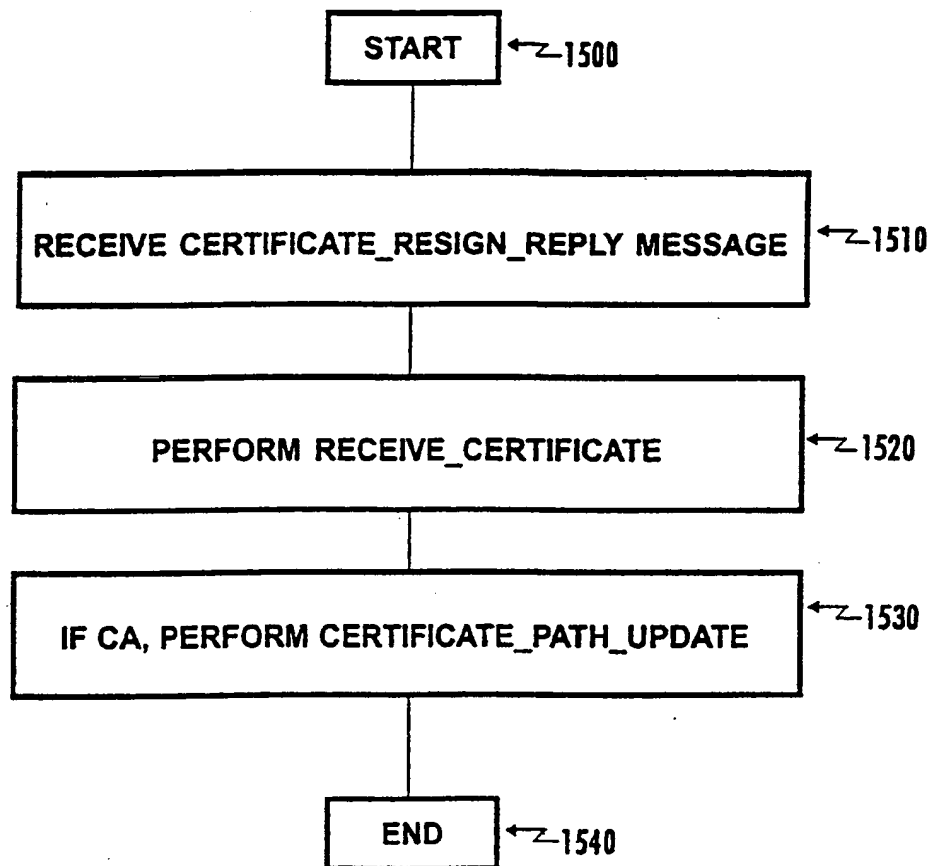 START
1500
RECEIVE CERTIFICATE_RESIGN_REPLY MESSAGE
1510
PERFORM RECEIVE_CERTIFICATE
1520
IF CA, PERFORM CERTIFICATE_PATH_UPDATE
1530
END
1540